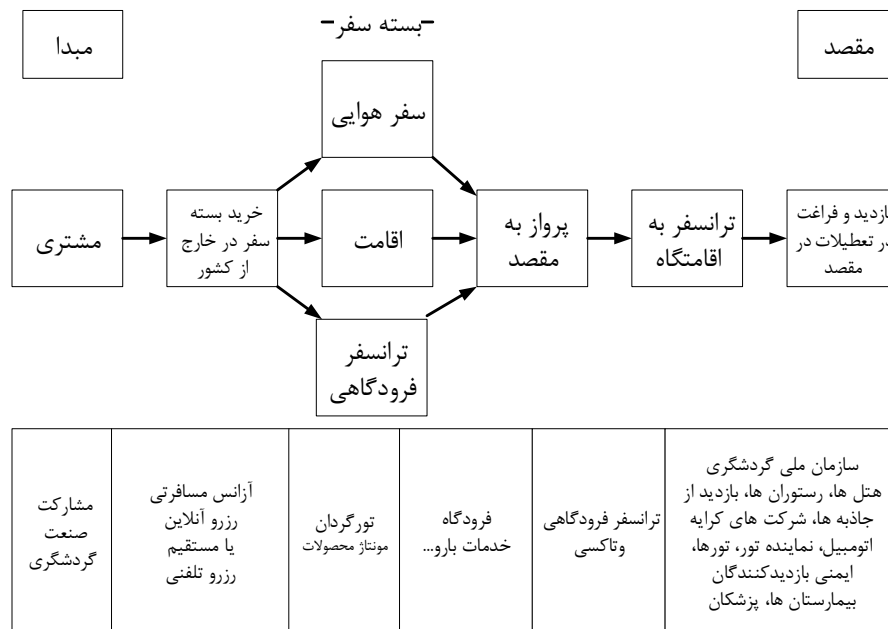 -بسته سفر-
مبدا
مقصد
سفر هوایی
مشتری
خرید بسته
سفر در خارج
از کشور
اقامت
پرواز به
مقصد
ترانسفر به
اقامتگاه
بازدید و فراغت
در تعطیلات در
مقصد
ترانسفر
فرودگاهی
مشارکت
صنعت
گردشگری
آژانس مسافرتی
رزرو آنلاین
یا مستقیم
رزرو تلفنی
تورگردان
مونتاژ محصولات
فرودگاه
خدمات بارو...
ترانسفر فرودگاهی
وتاکسی
سازمان ملی گردشگری
هتل ها، رستوران ها، بازدید از
جاذبه ها، شرکت های کرایه
اتومبیل، نماینده تور، تورها،
ایمنی بازدیدکنندگان
بیمارستان ها، پزشکان